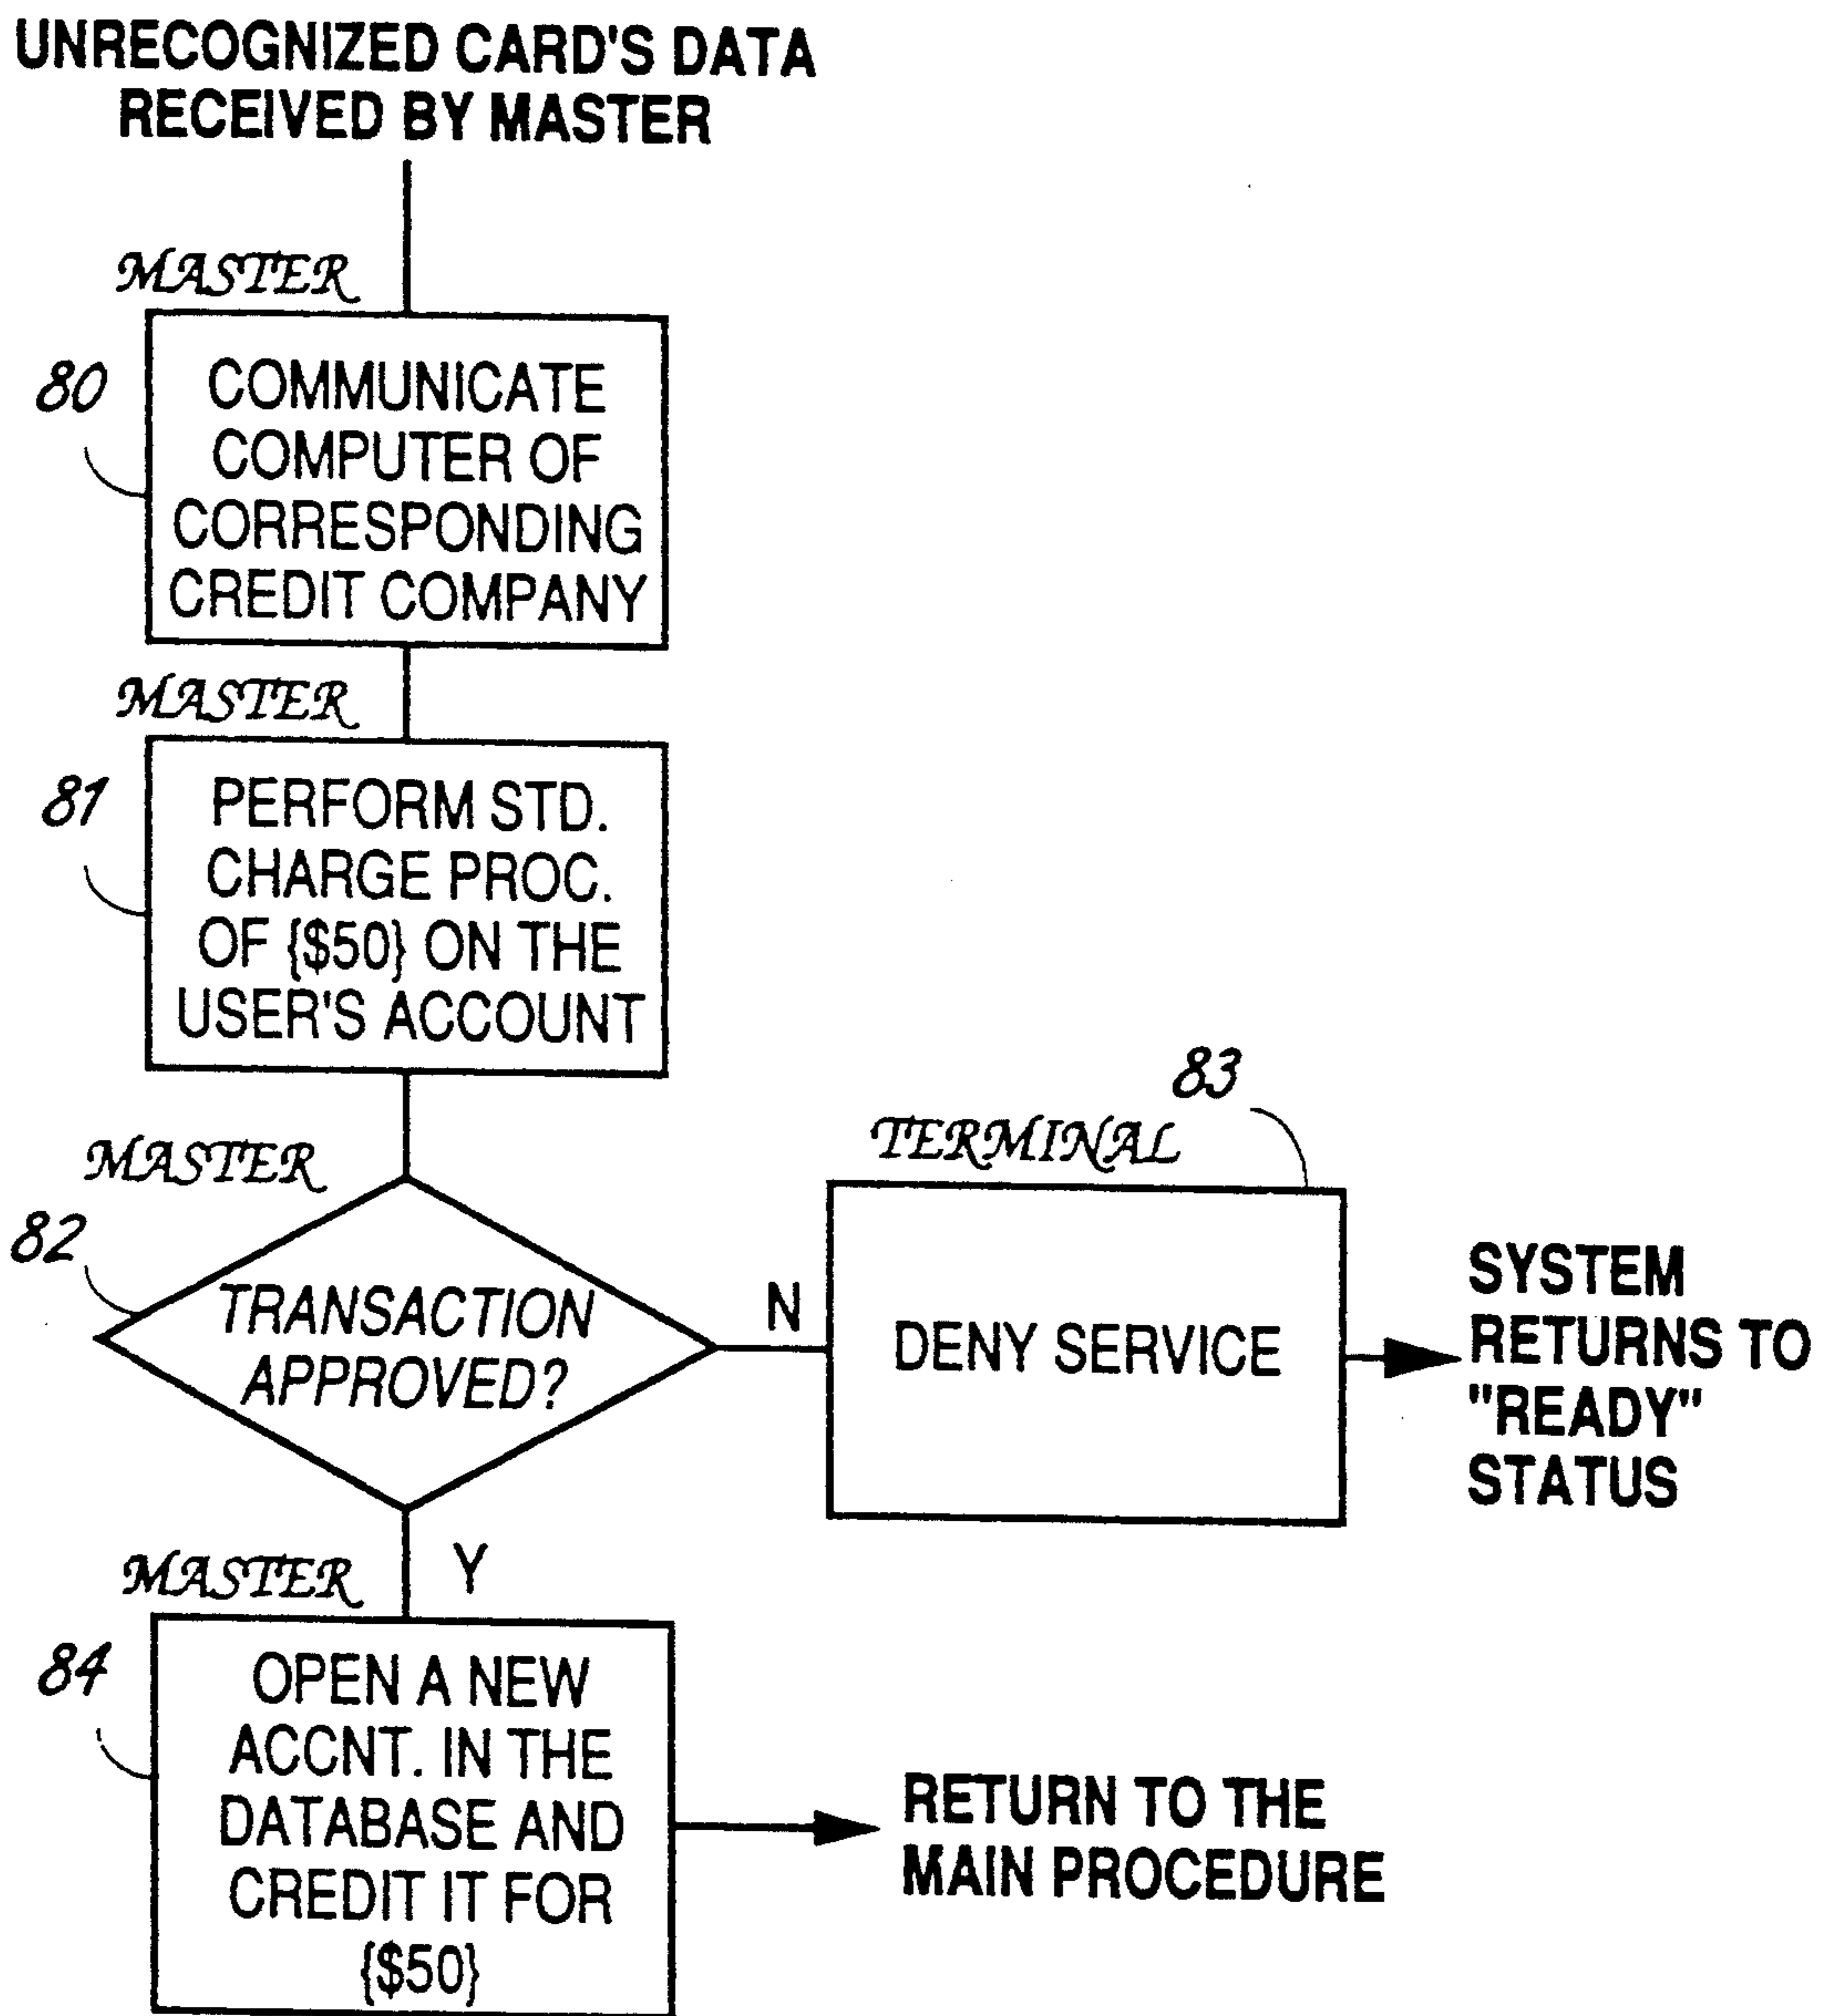 UNRECOGNIZED CARD'S DATA
RECEIVED BY MASTER
MASTER
80
COMMUNICATE
COMPUTER OF
CORRESPONDING
CREDIT COMPANY
MASTER
81
PERFORM STD.
CHARGE PROC.
OF {$50} ON THE
USER'S ACCOUNT
MASTER
82
TRANSACTION
APPROVED?
N
TERMINAL
83
DENY SERVICE
SYSTEM
RETURNS TO
"READY"
STATUS
Y
MASTER
84
OPEN A NEW
ACCNT. IN THE
DATABASE AND
CREDIT IT FOR
{$50}
RETURN TO THE
MAIN PROCEDURE